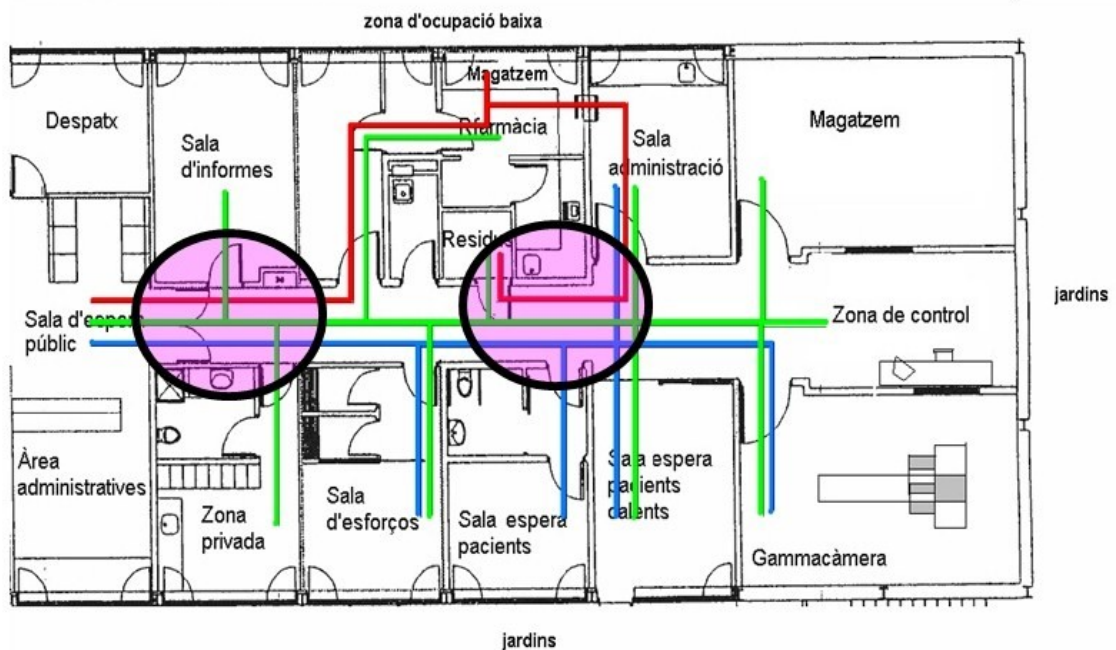 zona d'ocupació baixa
Magatzem
Despatx
Rfarmàcia
Magatzem
Sala
d'informes
Sala
administració
Residus
jardins
Sala d'espera
públic
Zona de control
Àrea
administratives
Sala espera
pacients
calents
Sala
d'esforços
Zona
privada
Sala espera
pacients
Gammacàmera
jardins